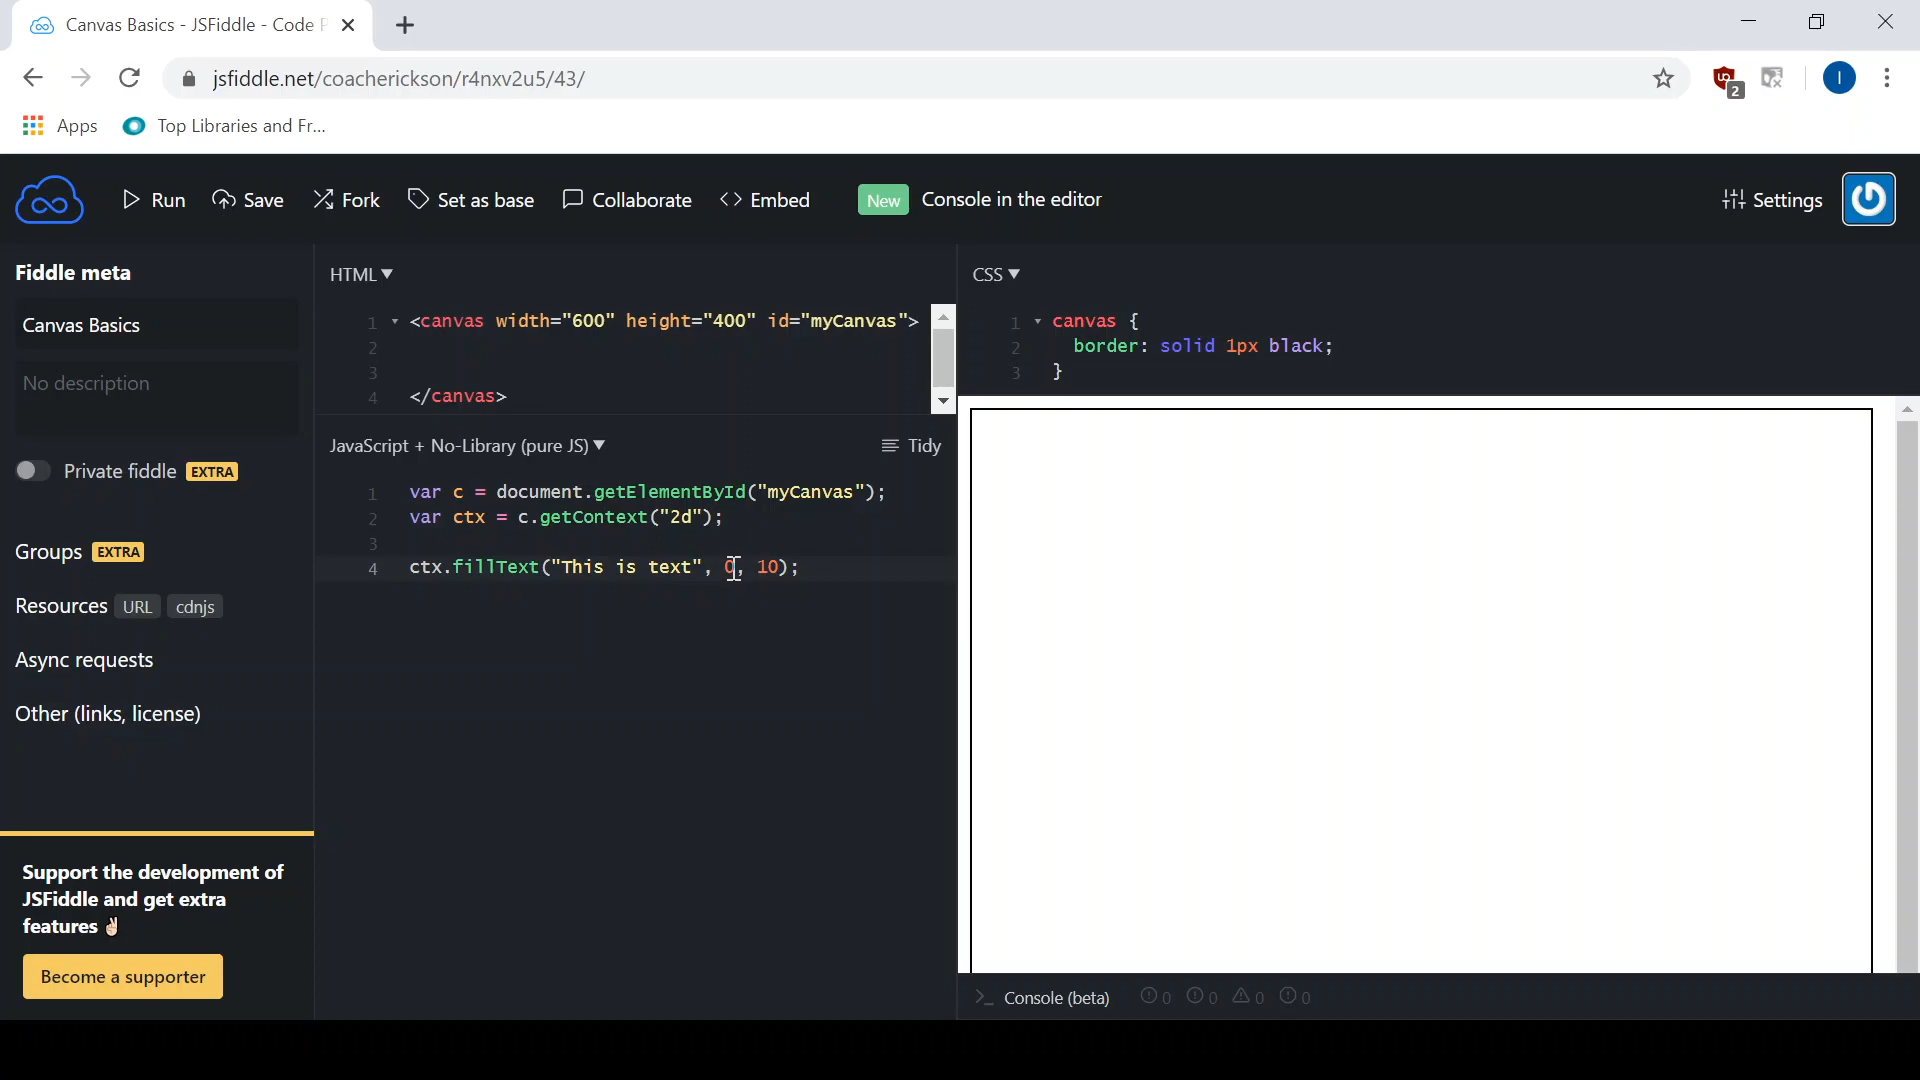 Canvas Basics - JSFiddle - Code P
jsfiddle.net/coacherickson/r4nxv2u5/43/
2
I
Apps
Top Libraries and Fr...
Run
Save
Fork
Set as base
Collaborate
<> Embed
New
Console in the editor
Settings
Fiddle meta
Canvas Basics
No description
Private fiddle EXTRA
Groups EXTRA
Resources URL cdnjs
Async requests
Other (links, license)
Support the development of
JSFiddle and get extra
features ✌🏻
Become a supporter
HTML▼
1 <canvas width="600" height="400" id="myCanvas">
2
3
4 </canvas>
JavaScript + No-Library (pure JS)▼
Tidy
1 var c = document.getElementById("myCanvas");
2 var ctx = c.getContext("2d");
3
4 ctx.fillText("This is text", 0, 10);
CSS▼
1 canvas {
2 border: solid 1px black;
3 }
>_ Console (beta) 0 0 0 0